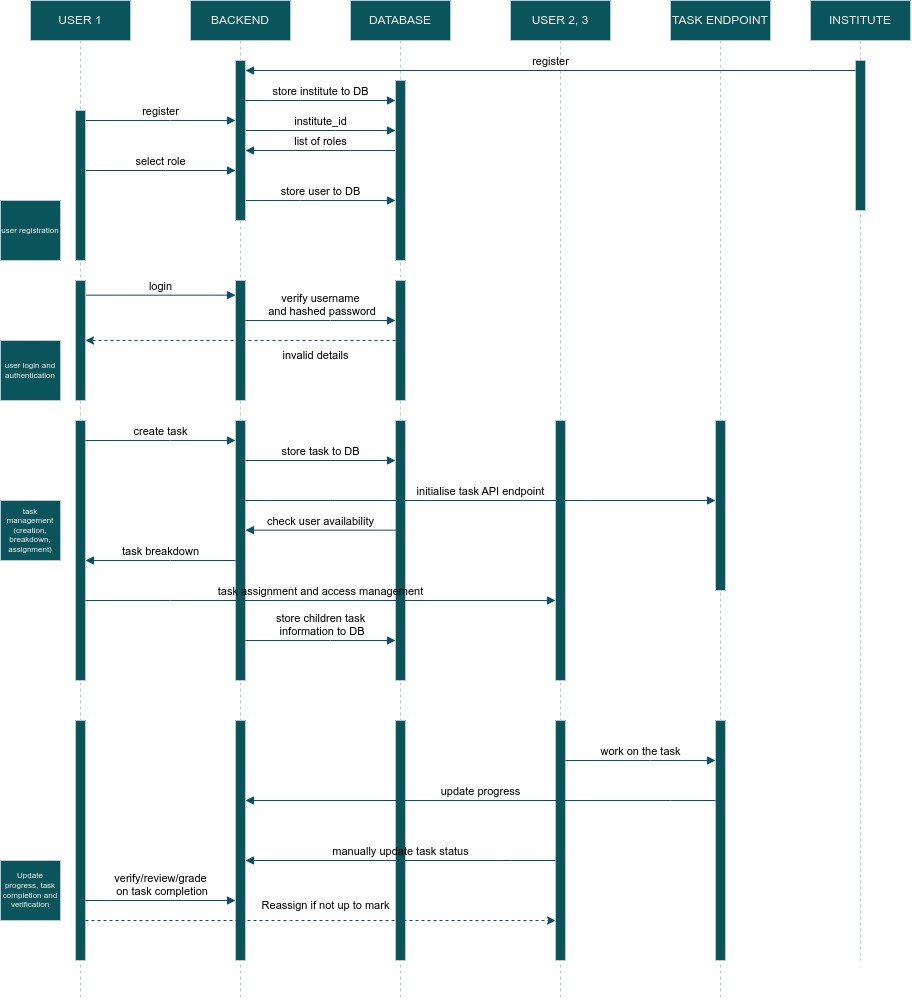 USER 1
BACKEND
DATABASE
USER 2, 3
TASK ENDPOINT
INSTITUTE
register
store institute to DB
register
institute_id
list of roles
select role
store user to DB
user registration
login
verify username
and hashed password
invalid details
user login and
authentication
create task
store task to DB
initialise task API endpoint
check user availability
task
management
(creation,
breakdown,
assignment)
task breakdown
task assignment and access management
store children task
information to DB
work on the task
update progress
manually update task status
Update
progress, task
completion and
verification
verify/review/grade
on task completion
Reassign if not up to mark